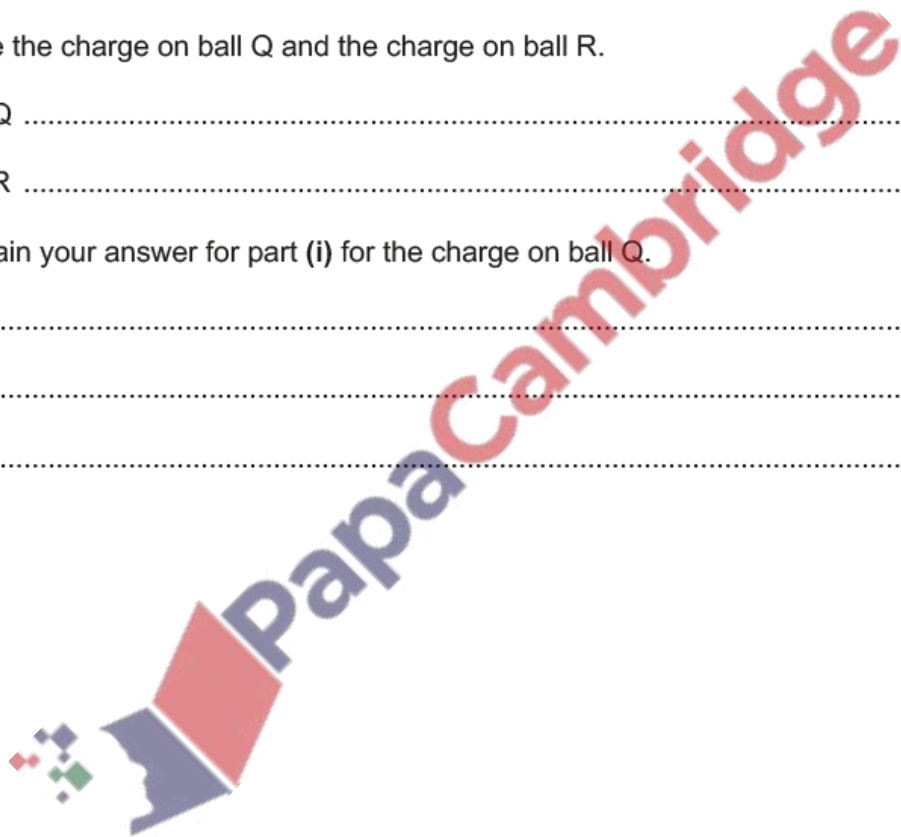 the charge on ball Q and the charge on ball R.
Q ........................................................................
R ........................................................................
ain your answer for part (i) for the charge on ball Q.
........................................................................
........................................................................
........................................................................
PapaCambridge